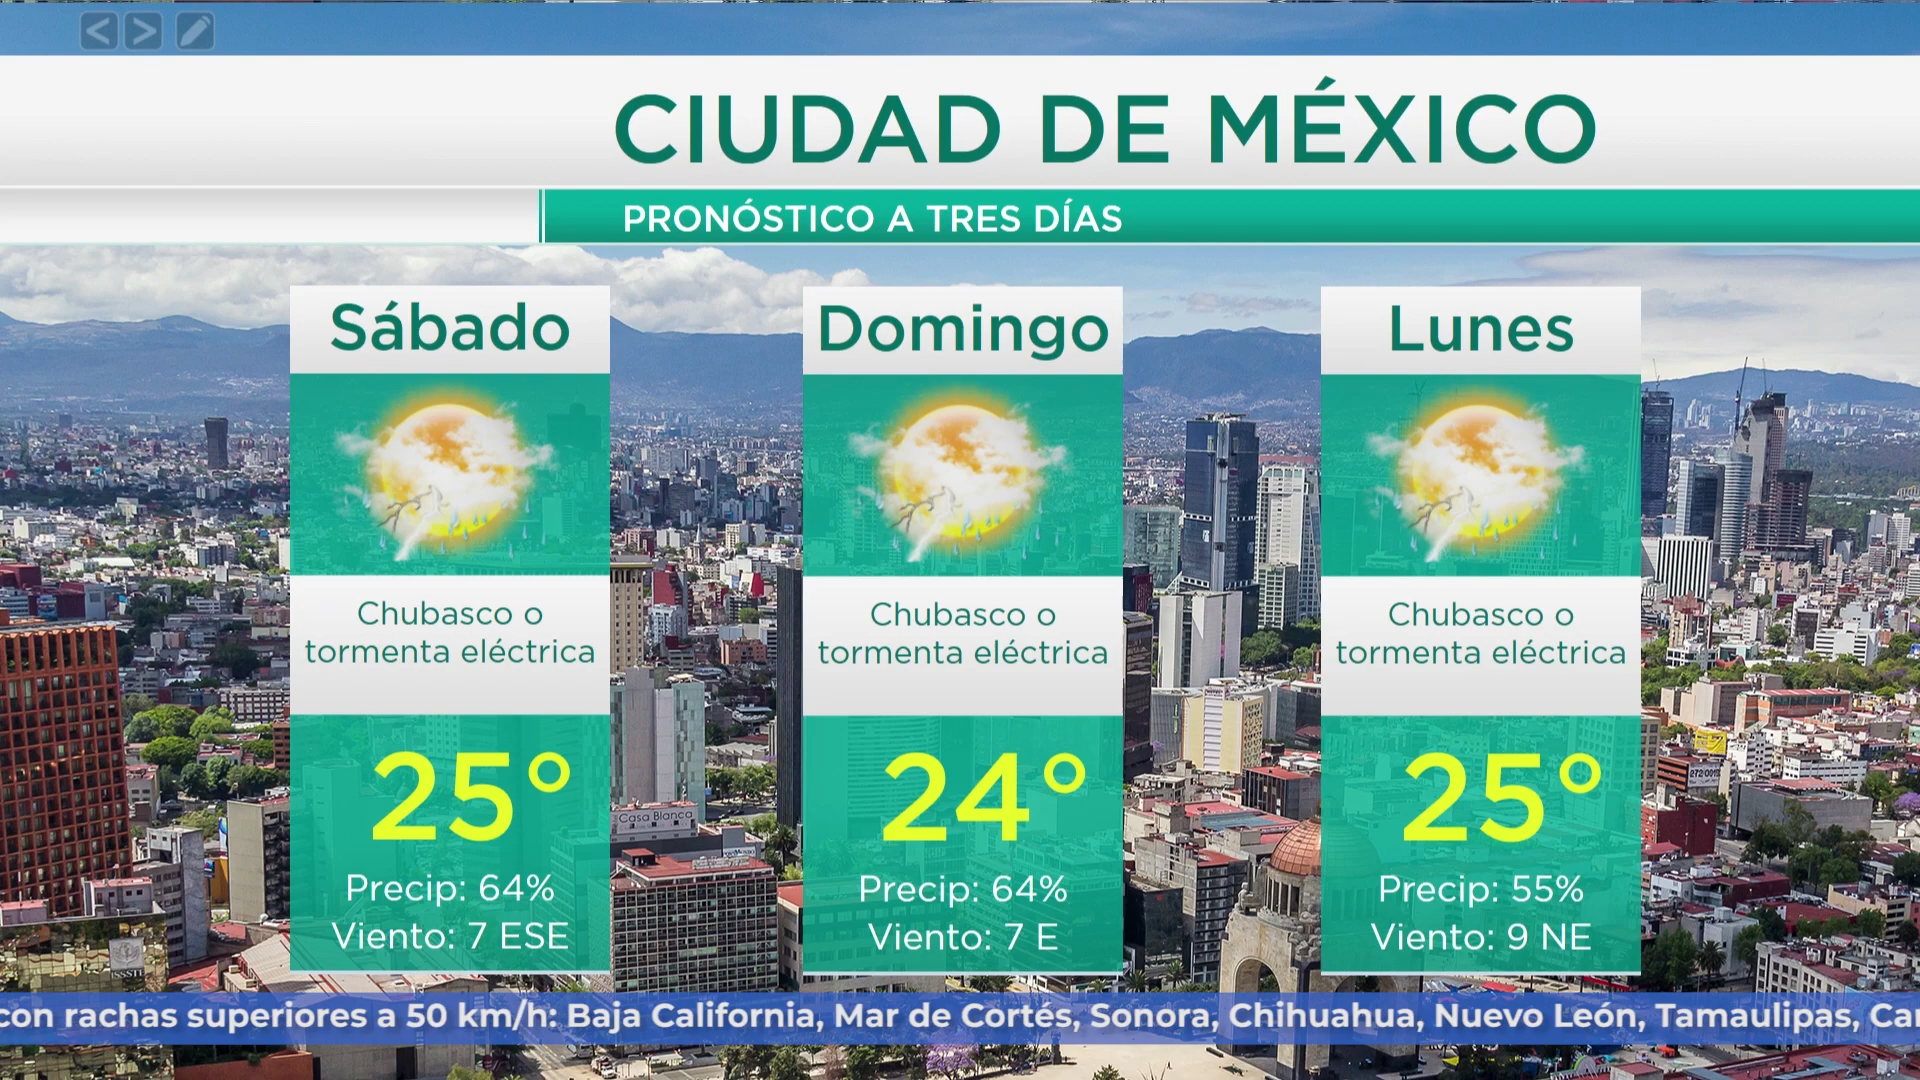 CIUDAD DE MÉXICO
PRONÓSTICO A TRES DÍAS
Sábado
Chubasco o
tormenta eléctrica
25°
Precip: 64%
Viento: 7 ESE
Domingo
Chubasco o
tormenta eléctrica
24°
Precip: 64%
Viento: 7 E
Lunes
Chubasco o
tormenta eléctrica
25°
Precip: 55%
Viento: 9 NE
Casa Blanca
ISSSTE
con rachas superiores a 50 km/h: Baja California, Mar de Cortés, Sonora, Chihuahua, Nuevo León, Tamaulipas,